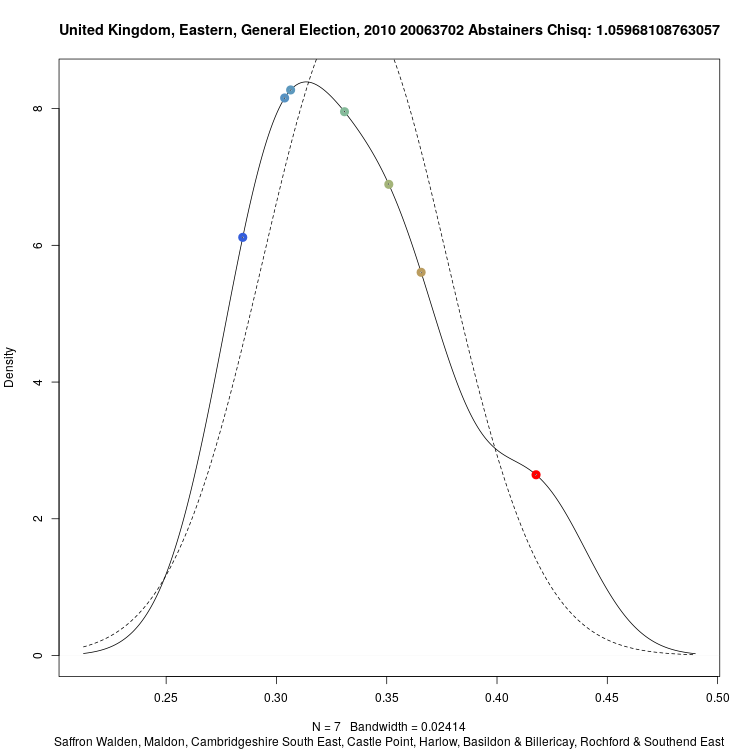 United Kingdom, Eastern, General Election, 2010 20063702 Abstainers Chisq: 1.05968108763057
8
6
4
2
0
Density
0.25 0.30 0.35 0.40 0.45 0.50
N = 7 Bandwidth = 0.02414
Saffron Walden, Maldon, Cambridgeshire South East, Castle Point, Harlow, Basildon & Billericay, Rochford & Southend East